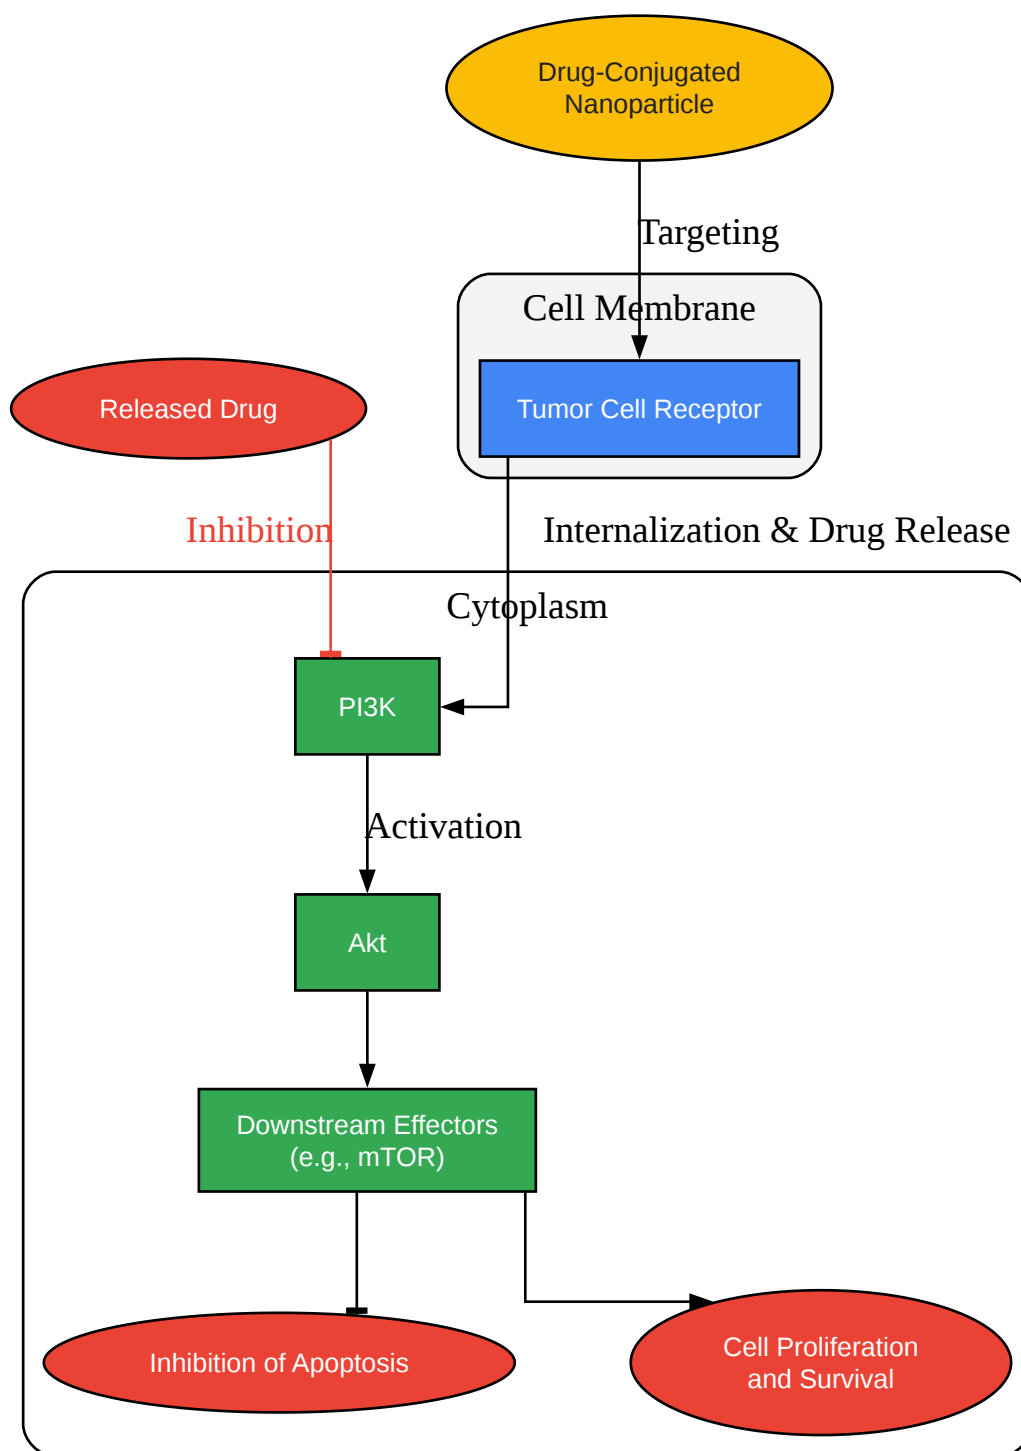 Drug-Conjugated
Nanoparticle
Targeting
Cell Membrane
Released Drug
Tumor Cell Receptor
Inhibition
Internalization & Drug Release
Cytoplasm
PI3K
Activation
Akt
Downstream Effectors
(e.g., mTOR)
Inhibition of Apoptosis
Cell Proliferation
and Survival